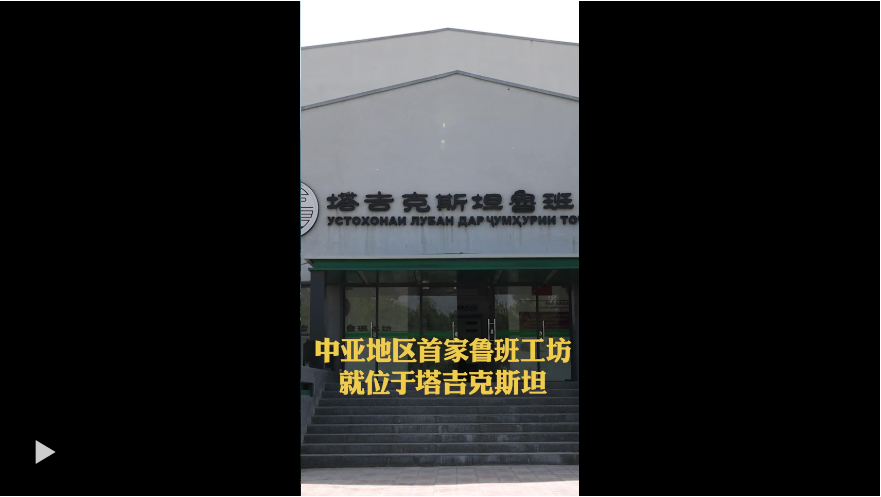 塔吉克斯坦鲁班
УСТОХОНАИ ЛУБАН ДАР ҶУМҲУРИИ ТО
中亚地区首家鲁班工坊
就位于塔吉克斯坦